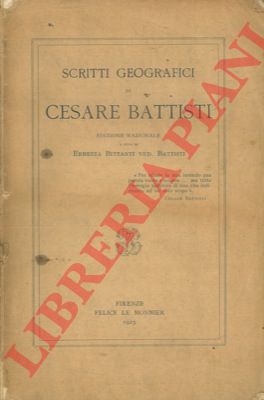 SCRITTI GEOGRAFICI
DI
CESARE BATTISTI
EDIZIONE NAZIONALE
A CURA DI
ERNESTA BITTANTI VED. BATTISTI
CESARE BATTISTI
FIRENZE
FELICE LE MONNIER
1923
LIBRERIA PIANI